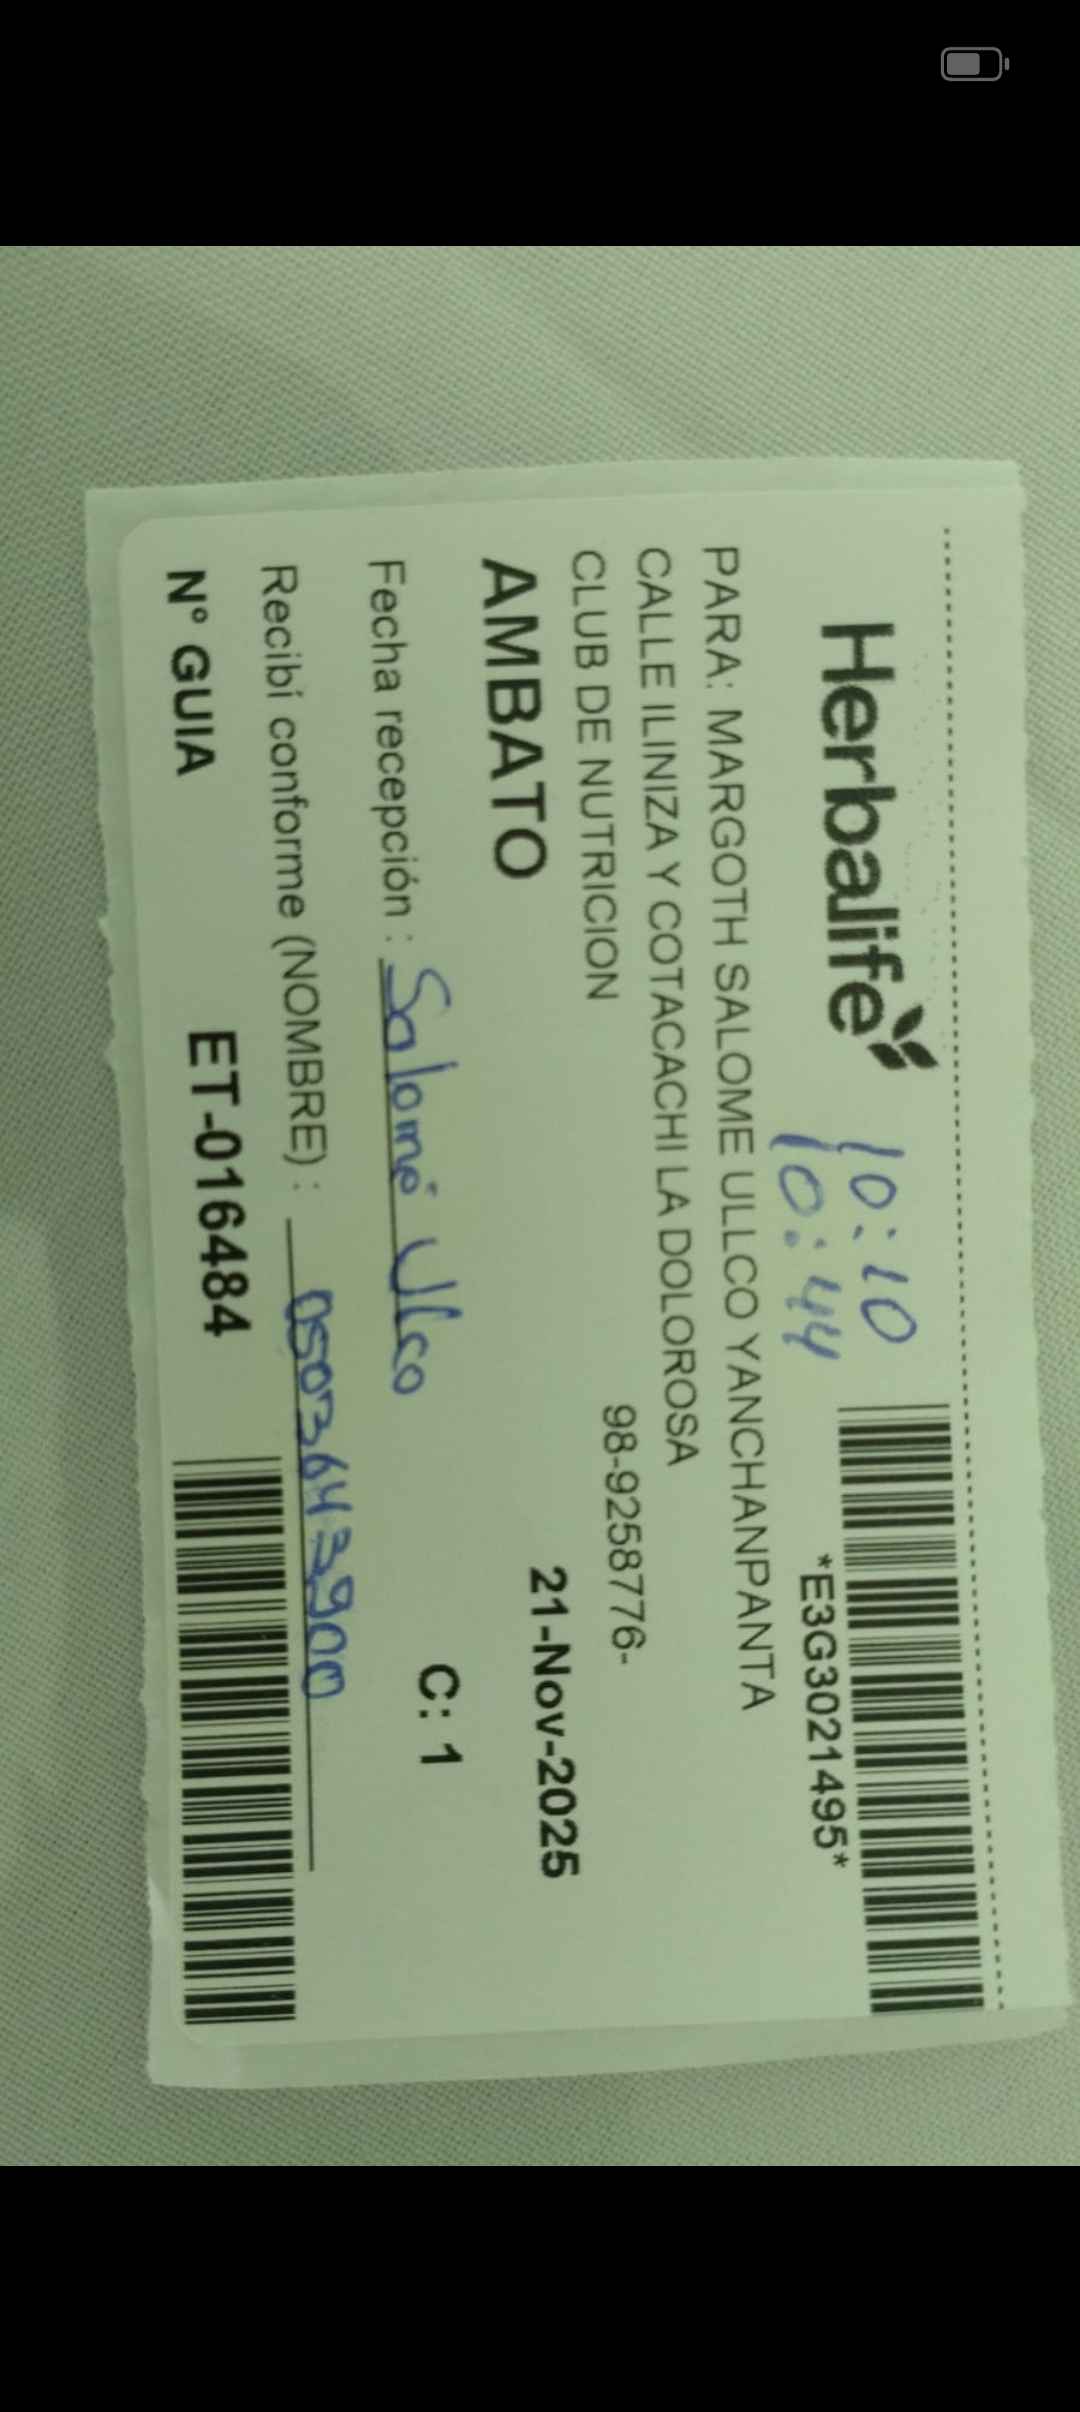 Herbalife
10:10
10:44
*E3G3021495*
PARA: MARGOTH SALOME ULLCO YANCHANPANTA
CALLE ILINIZA Y COTACACHI LA DOLOROSA
CLUB DE NUTRICION
98-9258776-
AMBATO
21-Nov-2025
Fecha recepción : Salomé Ullco
C: 1
Recibí conforme (NOMBRE) : 0503643900
N° GUIA ET-016484